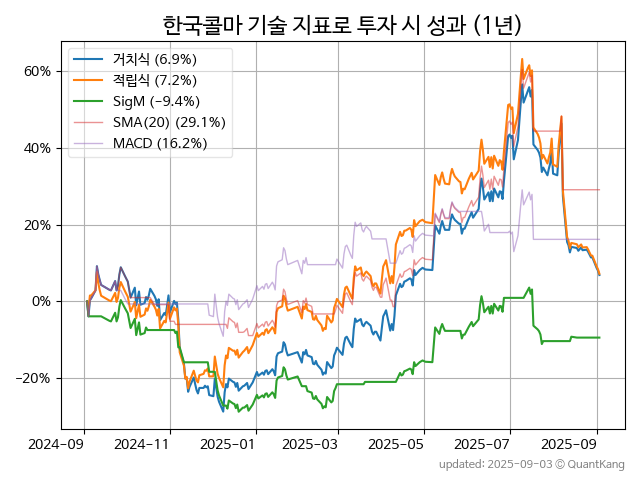 한국콜마 기술 지표로 투자 시 성과 (1년)
거치식 (6.9%)
적립식 (7.2%)
SigM (-9.4%)
SMA(20) (29.1%)
MACD (16.2%)
60%
40%
20%
0%
−20%
2024-09 2024-11 2025-01 2025-03 2025-05 2025-07 2025-09
updated: 2025-09-03 ⓒ QuantKang